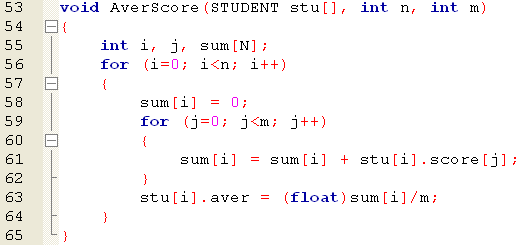 53 void AverScore(STUDENT stu[], int n, int m)
54 {
55     int i, j, sum[N];
56     for (i=0; i<n; i++)
57     {
58         sum[i] = 0;
59         for (j=0; j<m; j++)
60         {
61             sum[i] = sum[i] + stu[i].score[j];
62         }
63         stu[i].aver = (float)sum[i]/m;
64     }
65 }